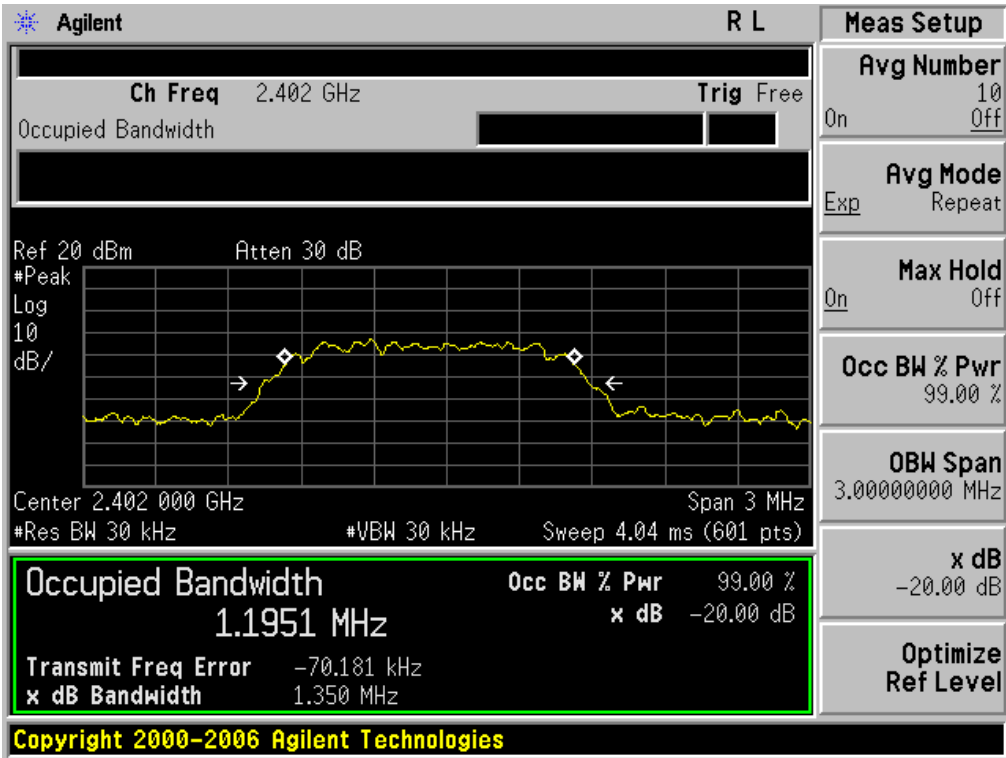 Agilent R L
Ch Freq 2.402 GHz Trig Free
Occupied Bandwidth
Ref 20 dBm Atten 30 dB
#Peak
Log
10
dB/
Center 2.402 000 GHz Span 3 MHz
#Res BW 30 kHz #VBW 30 kHz Sweep 4.04 ms (601 pts)
Occupied Bandwidth Occ BW % Pwr 99.00 %
1.1951 MHz x dB -20.00 dB
Transmit Freq Error -70.181 kHz
x dB Bandwidth 1.350 MHz
Copyright 2000-2006 Agilent Technologies
Meas Setup
Avg Number
10
On Off
Avg Mode
Exp Repeat
Max Hold
On Off
Occ BW % Pwr
99.00 %
OBW Span
3.00000000 MHz
x dB
-20.00 dB
Optimize
Ref Level